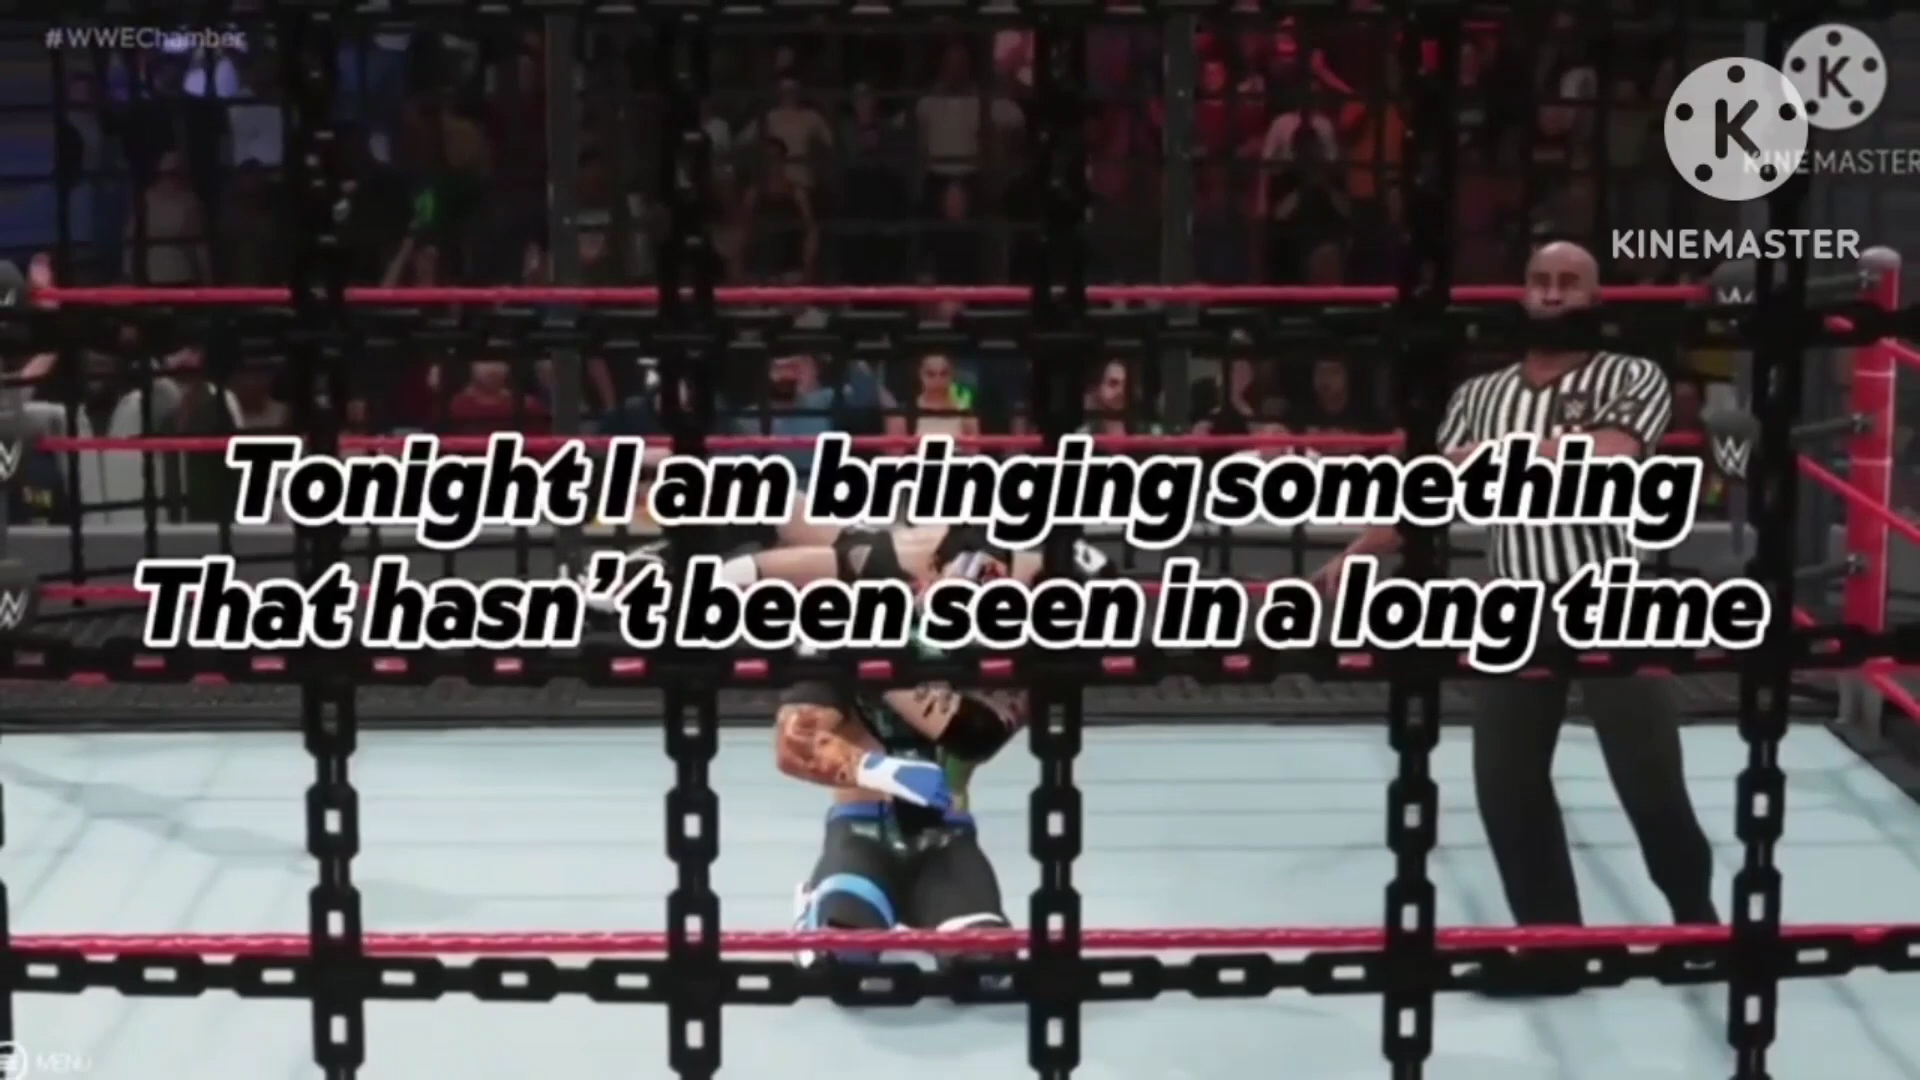 #WWEChamber
K
K
KINEMASTER
KINEMASTER
Tonight I am bringing something
That hasn't been seen in a long time
MENU